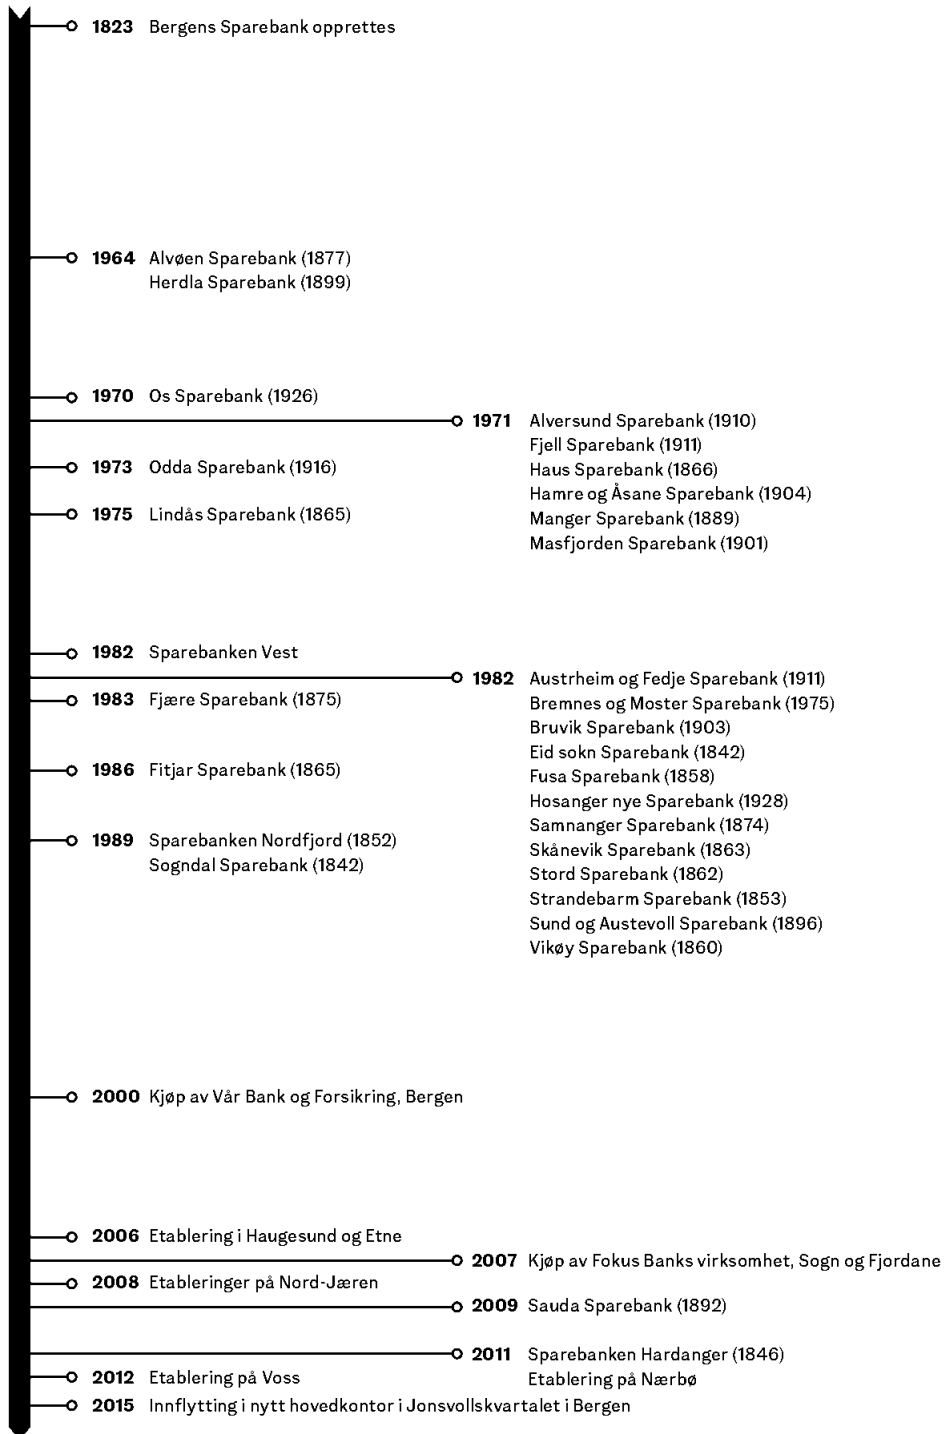 1823 Bergens Sparebank opprettes
1964 Alvøen Sparebank (1877)
Herdla Sparebank (1899)
1970 Os Sparebank (1926)
1971 Alversund Sparebank (1910)
Fjell Sparebank (1911)
Haus Sparebank (1866)
Hamre og Åsane Sparebank (1904)
Manger Sparebank (1889)
Masfjorden Sparebank (1901)
1973 Odda Sparebank (1916)
1975 Lindås Sparebank (1865)
1982 Sparebanken Vest
1982 Austrheim og Fedje Sparebank (1911)
Bremnes og Moster Sparebank (1975)
Bruvik Sparebank (1903)
Eid sokn Sparebank (1842)
Fusa Sparebank (1858)
Hosanger nye Sparebank (1928)
Samnanger Sparebank (1874)
Skånevik Sparebank (1863)
Stord Sparebank (1862)
Strandebarm Sparebank (1853)
Sund og Austevoll Sparebank (1896)
Vikøy Sparebank (1860)
1983 Fjære Sparebank (1875)
1986 Fitjar Sparebank (1865)
1989 Sparebanken Nordfjord (1852)
Sogndal Sparebank (1842)
2000 Kjøp av Vår Bank og Forsikring, Bergen
2006 Etablering i Haugesund og Etne
2007 Kjøp av Fokus Banks virksomhet, Sogn og Fjordane
2008 Etableringer på Nord-Jæren
2009 Sauda Sparebank (1892)
2011 Sparebanken Hardanger (1846)
Etablering på Nærbø
2012 Etablering på Voss
2015 Innflytting i nytt hovedkontor i Jonsvollskvartalet i Bergen